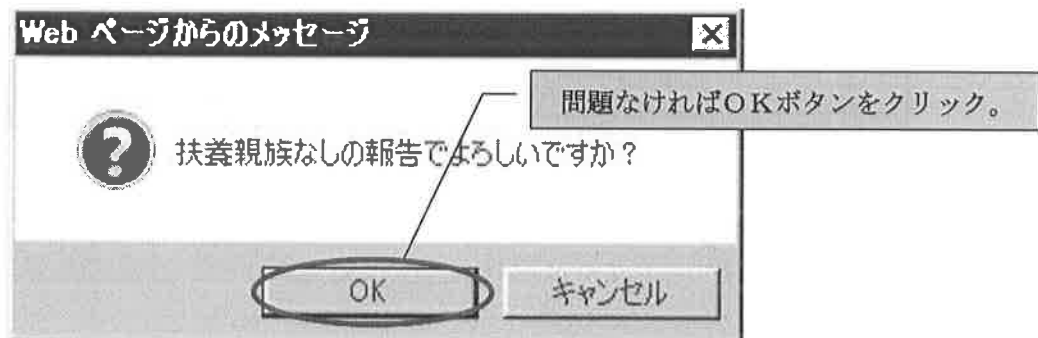 Web ページからのメッセージ
問題なければOKボタンをクリック。
扶養親族なしの報告でよろしいですか?
OK
キャンセル